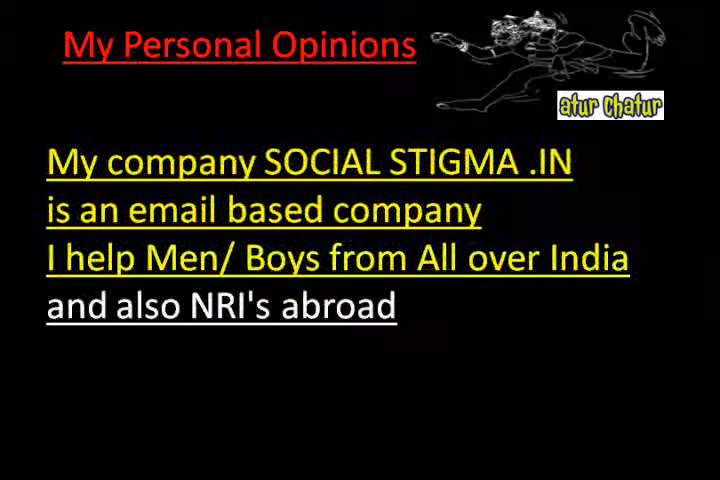 My Personal Opinions
atur chatur
My company SOCIAL STIGMA .IN
is an email based company
I help Men/ Boys from All over India
and also NRI's abroad